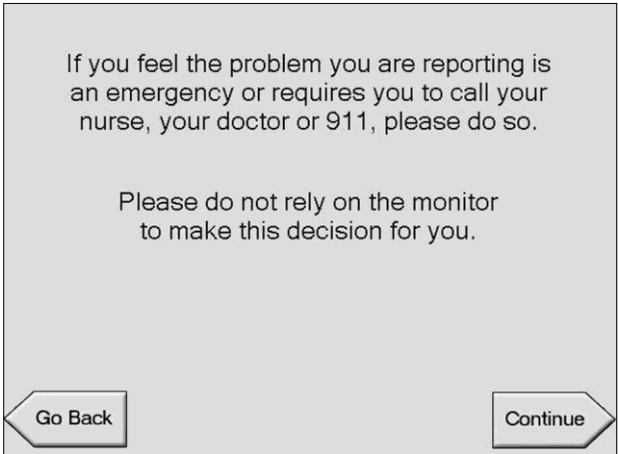 If you feel the problem you are reporting is
an emergency or requires you to call your
nurse, your doctor or 911, please do so.
Please do not rely on the monitor
to make this decision for you.
Go Back
Continue